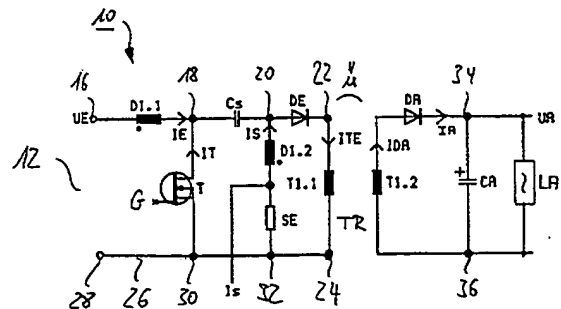 10
16 18 20 22 ü 34
UE D1.1 IE Cs IS DE DA IA UA
IT D1.2 ITE IDA
12 G T T1.1 T1.2 CA + LA
SE TR
28 26 30 32 Is 24 36